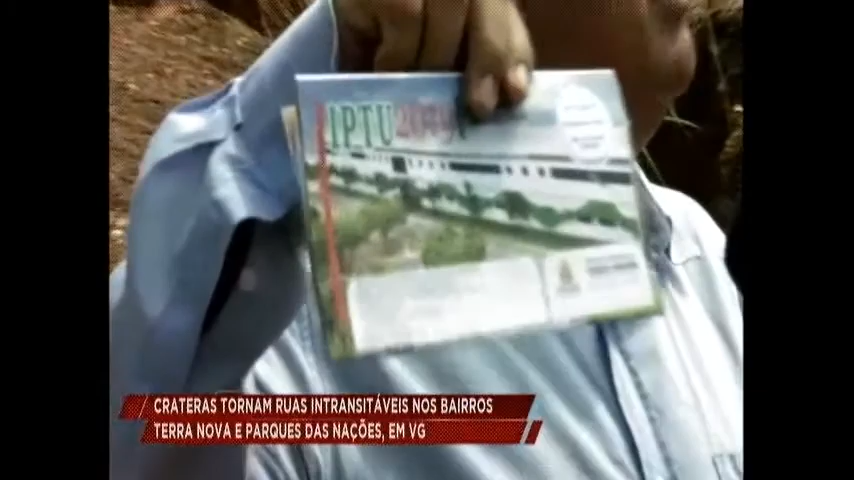 IPTU
CRATERAS TORNAM RUAS INTRANSITÁVEIS NOS BAIRROS
TERRA NOVA E PARQUES DAS NAÇÕES, EM VG